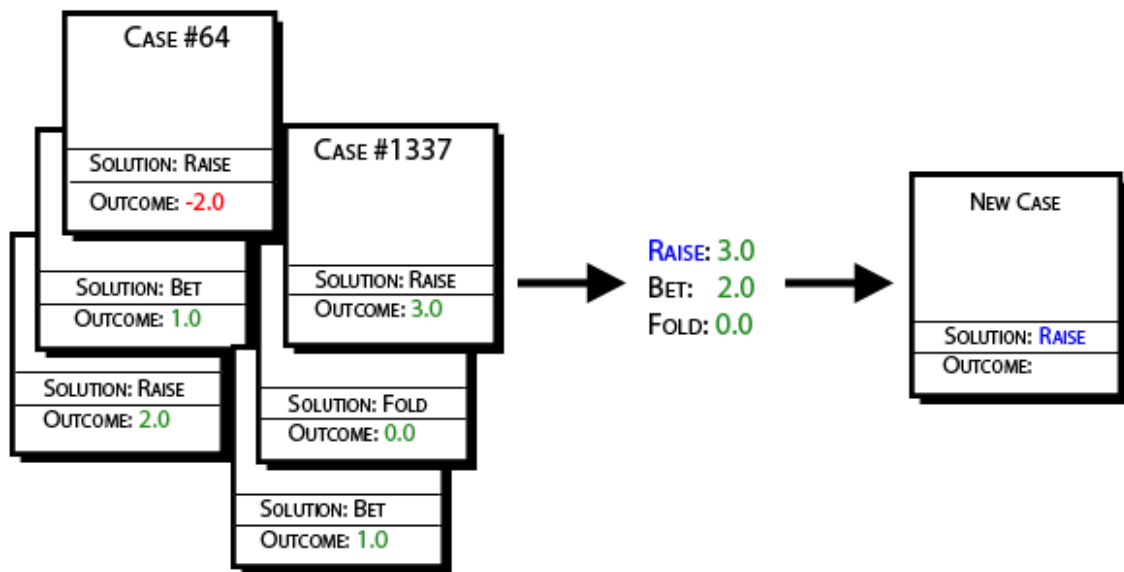 Case #64
Solution: Raise
Outcome: -2.0
Solution: Bet
Outcome: 1.0
Solution: Raise
Outcome: 2.0
Case #1337
Solution: Raise
Outcome: 3.0
Solution: Fold
Outcome: 0.0
Solution: Bet
Outcome: 1.0
Raise: 3.0
Bet: 2.0
Fold: 0.0
New Case
Solution: Raise
Outcome: